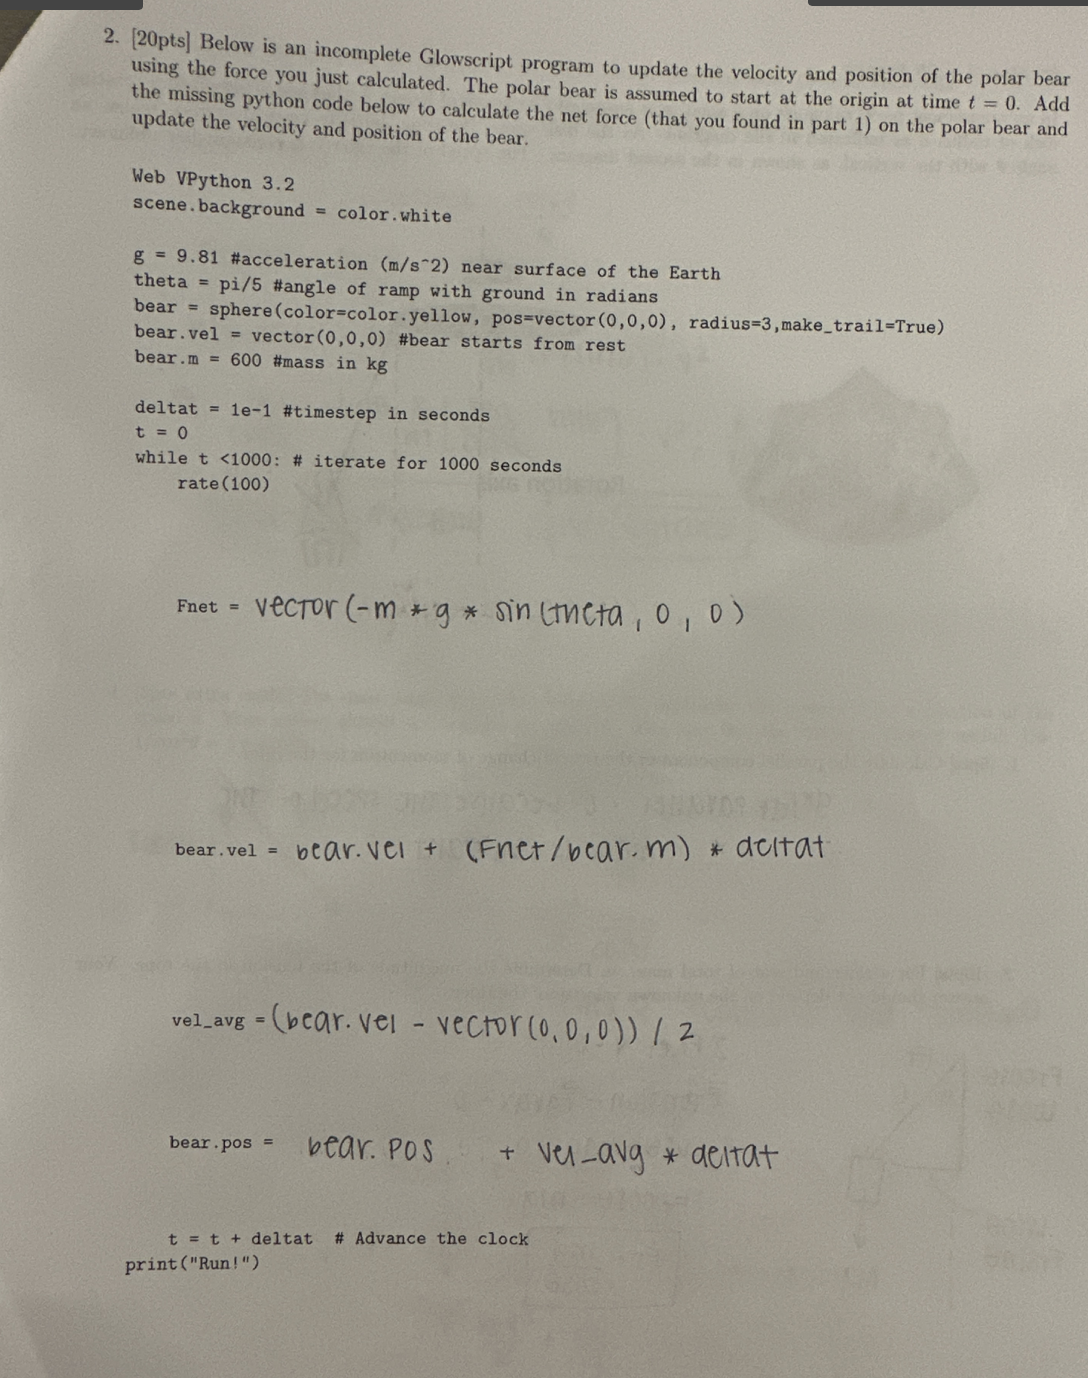 2. [20pts] Below is an incomplete Glowscript program to update the velocity and position of the polar bear
using the force you just calculated. The polar bear is assumed to start at the origin at time t = 0. Add
the missing python code below to calculate the net force (that you found in part 1) on the polar bear and
update the velocity and position of the bear.
Web VPython 3.2
scene.background = color.white
g = 9.81 #acceleration (m/s^2) near surface of the Earth
theta = pi/5 #angle of ramp with ground in radians
bear = sphere(color=color.yellow, pos=vector(0,0,0), radius=3,make_trail=True)
bear.vel = vector(0,0,0) #bear starts from rest
bear.m = 600 #mass in kg
deltat = 1e-1 #timestep in seconds
t = 0
while t <1000: # iterate for 1000 seconds
rate(100)
Fnet = vector(-m * g * sin(theta, 0, 0)
bear.vel = bear.vel + (Fnet/bear.m) * deltat
vel_avg = (bear.vel - vector(0,0,0)) / 2
bear.pos = bear.pos + vel_avg * deltat
t = t + deltat # Advance the clock
print("Run!")